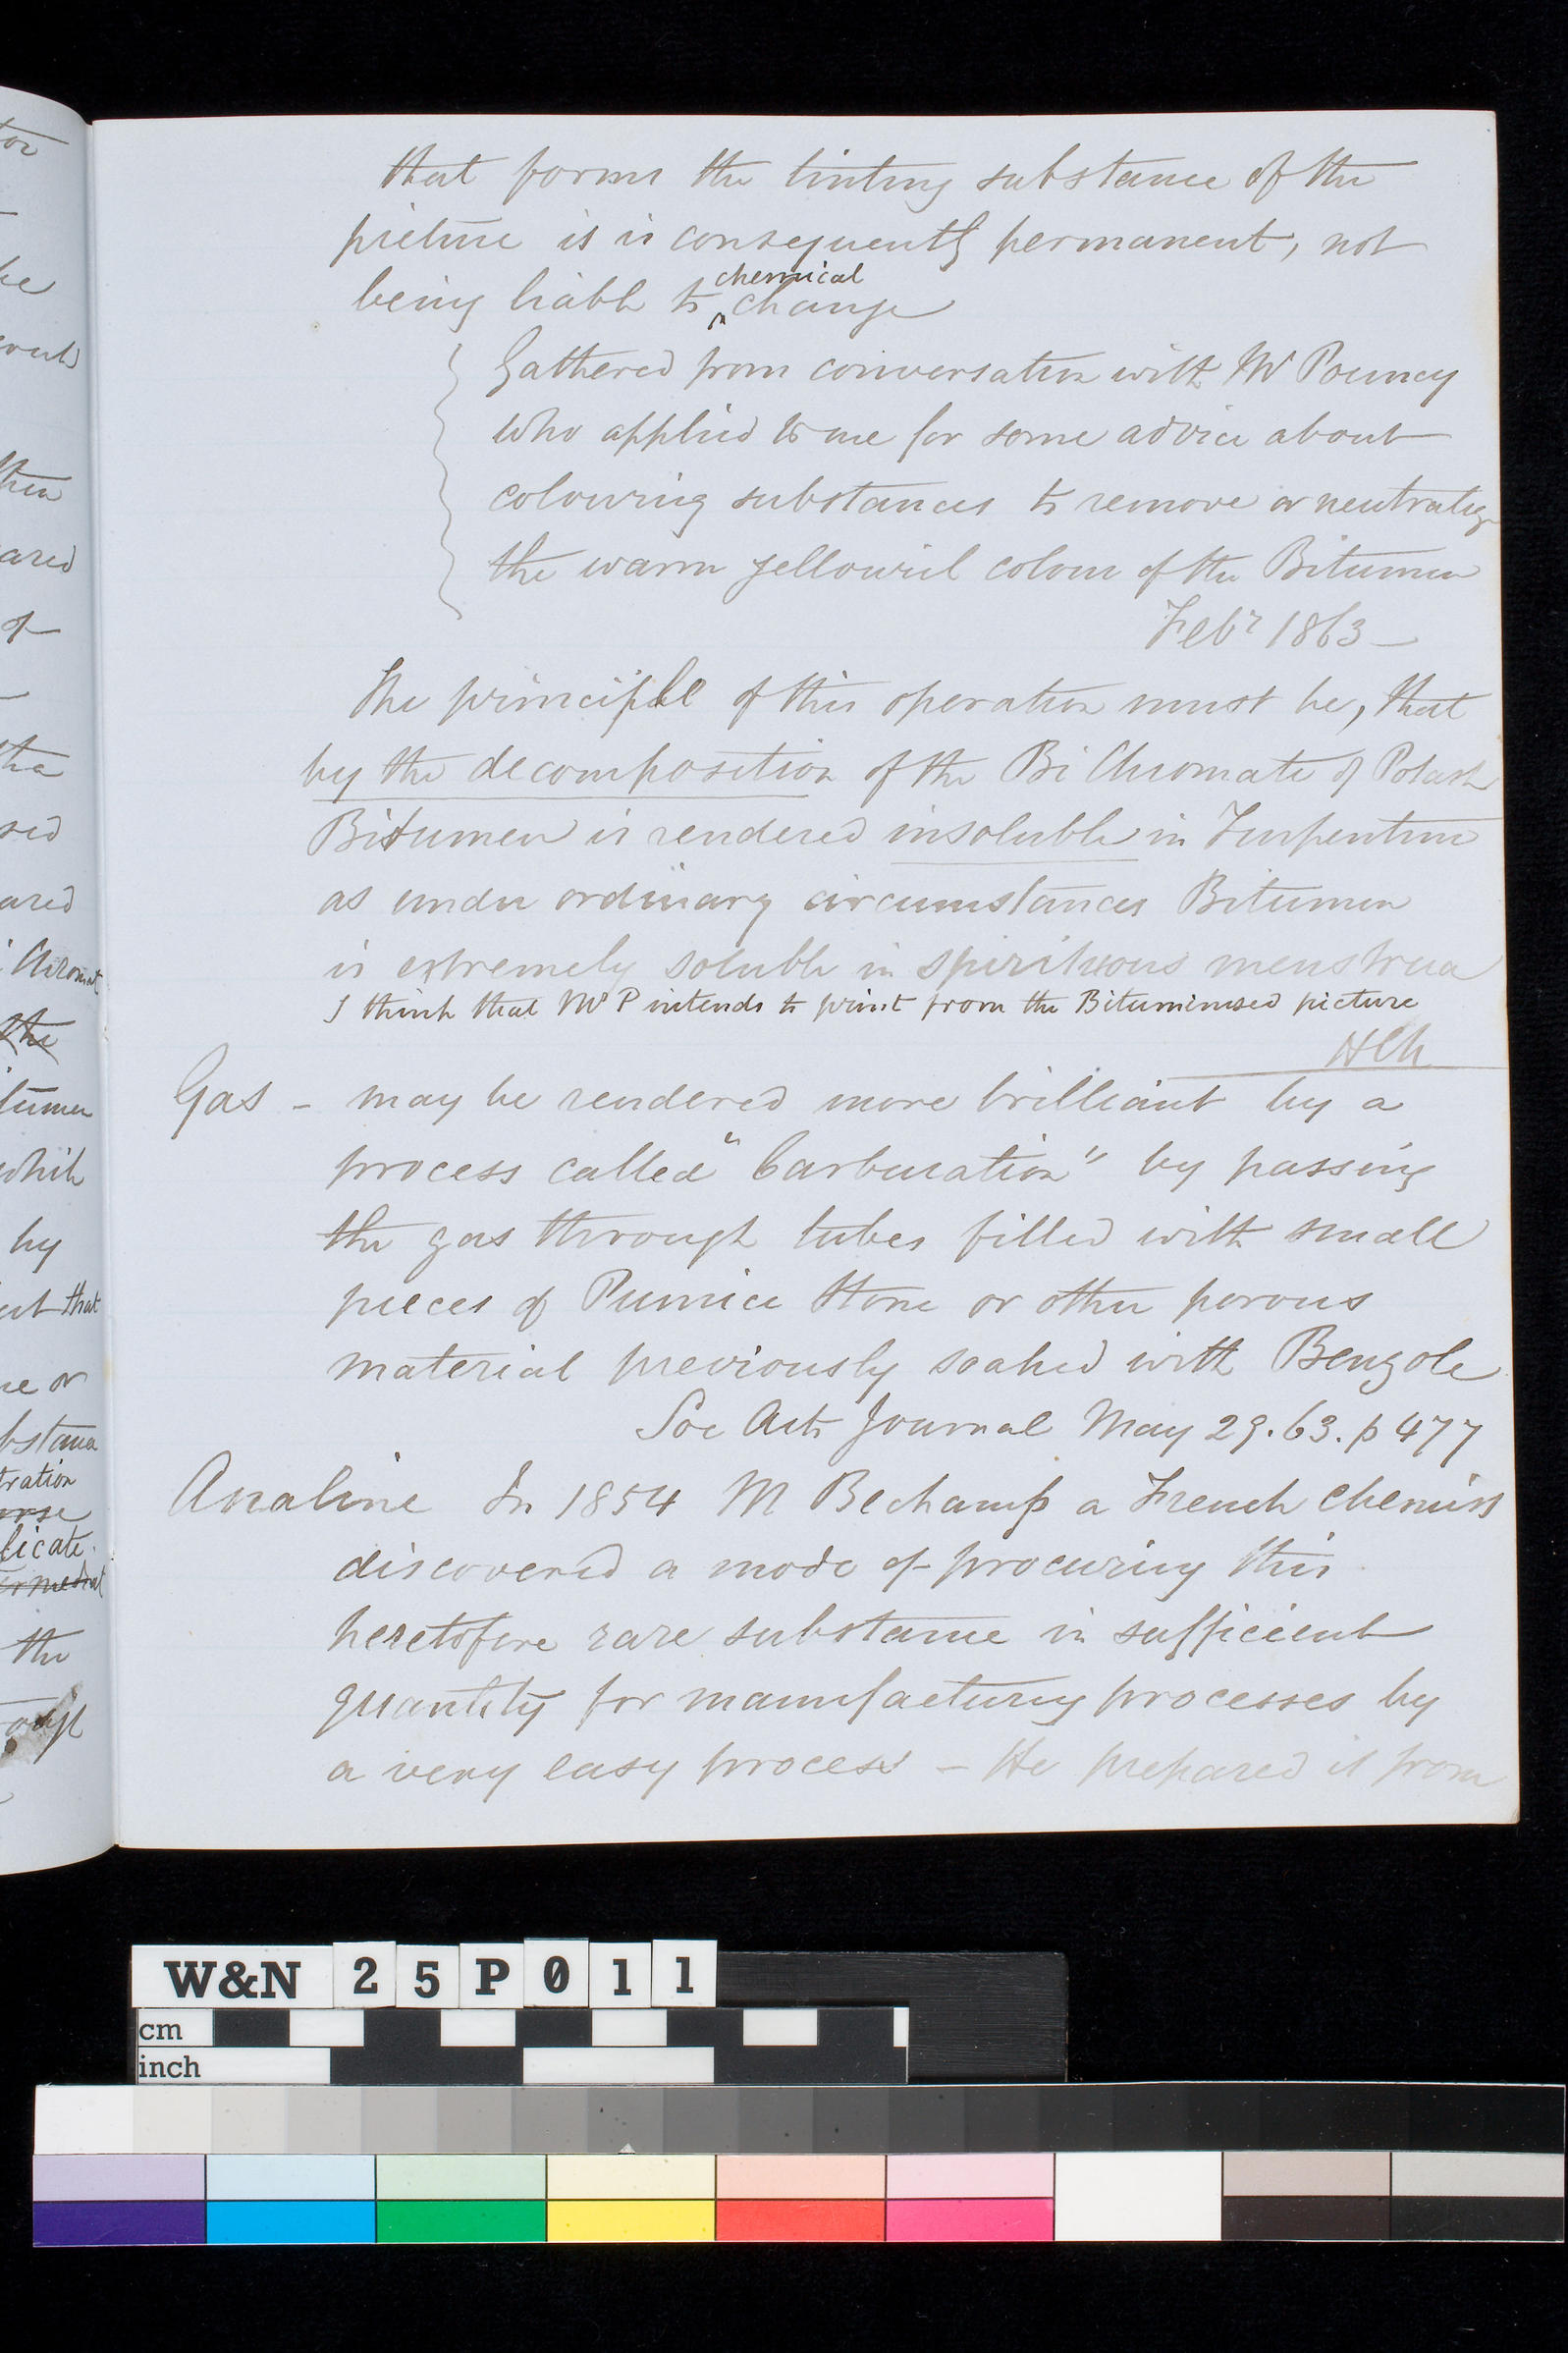 that forms the tinting substance of the
picture is is consequently permanent, not
being liable to chemical change
Gathered from conversation with Mr Pouncy
who applied to me for some advice about
colouring substances to remove or neutralize
the warm yellowish colour of the Bitumen
Febr 1863 –
The principle of this operation must be, that
by the decomposition of the Bi Chromate of Potash
Bitumen is rendered insoluble in Turpentine
as under ordinary circumstances Bitumen
is extremely soluble in spirituous menstrua
I think that Mr P intends to print from the Bituminised picture
Gas – may be rendered more brilliant by a
process called "Carburation" by passing
the gas through tubes filled with small
pieces of Pumice Stone or other porous
material previously soaked with Benzole
Soc Arts Journal May 29.63. p 477
Analine In 1854 M Bechamp a French Chemist
discovered a mode of procuring this
heretofore rare substance in sufficient
quantity for manufacturing processes by
a very easy process – He prepared it from
W&N 25P011
cm
inch